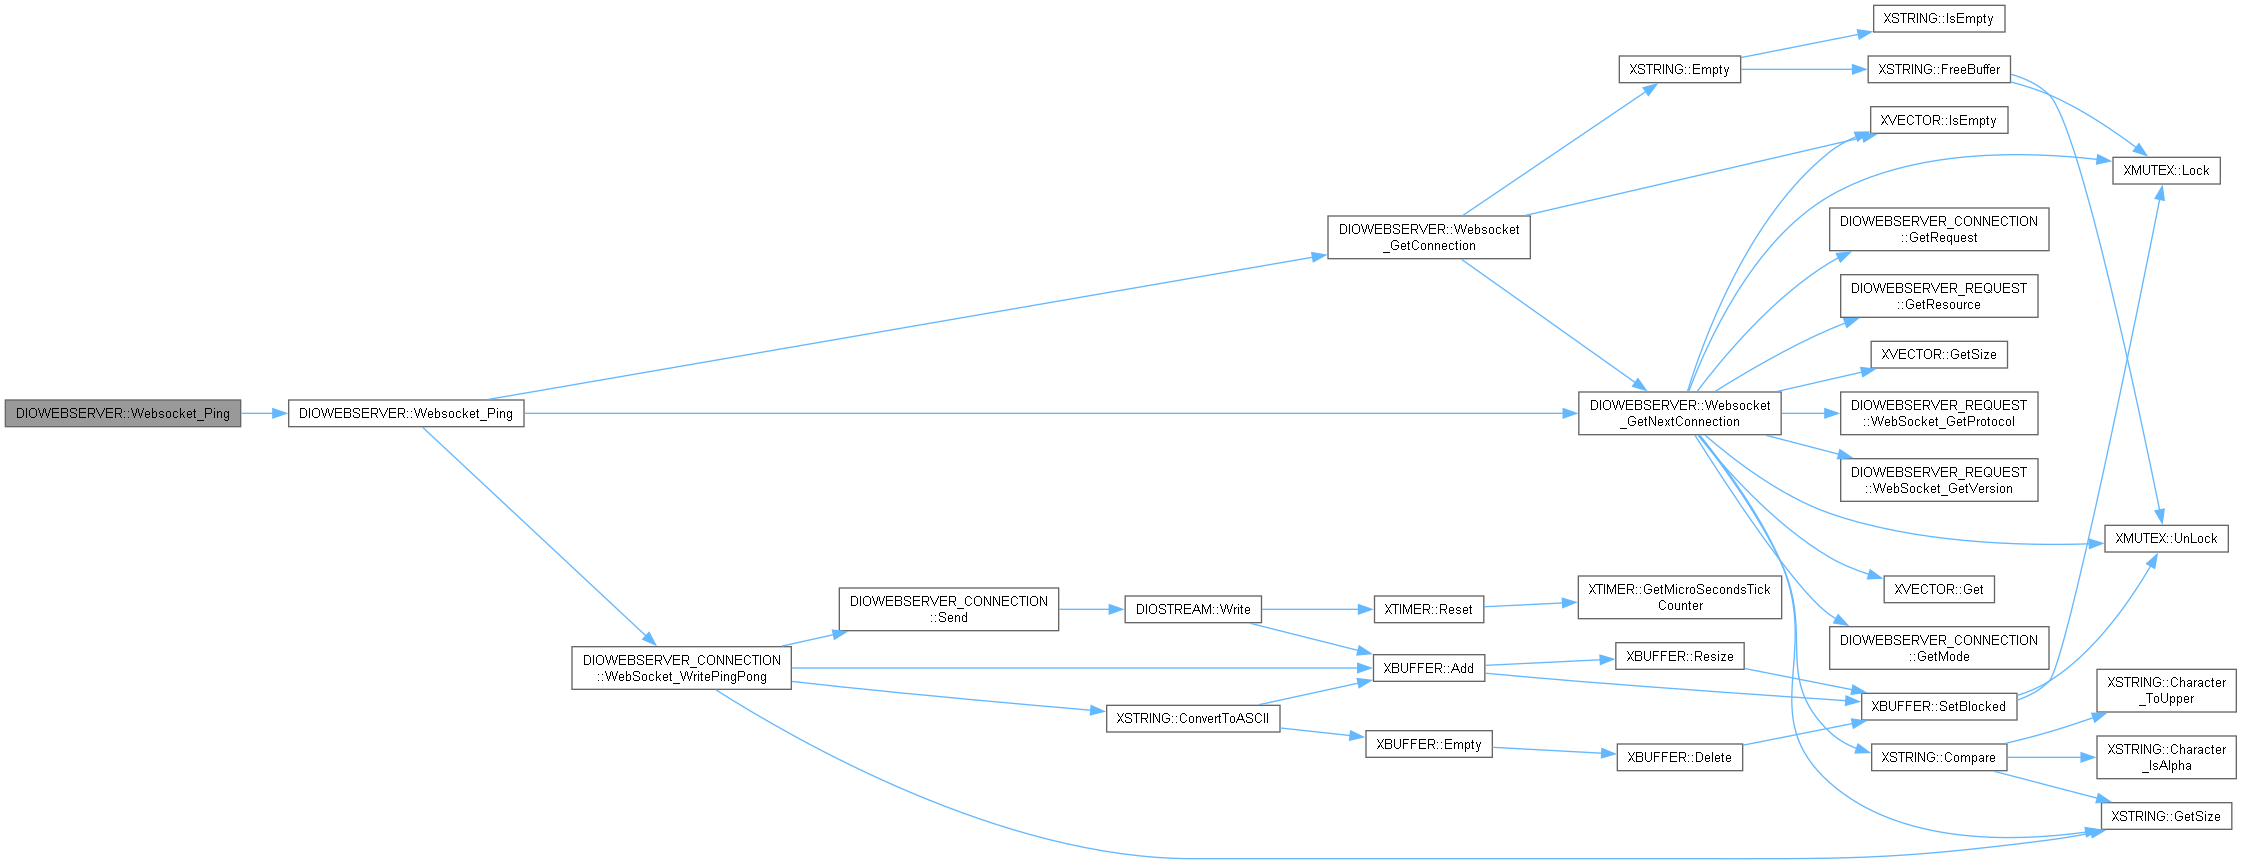 DIOWEBSERVER::Websocket_Ping
DIOWEBSERVER::Websocket_Ping
DIOWEBSERVER::Websocket
_GetConnection
XSTRING::Empty
XSTRING::IsEmpty
XSTRING::FreeBuffer
XVECTOR::IsEmpty
XMUTEX::Lock
DIOWEBSERVER_CONNECTION
::GetRequest
DIOWEBSERVER_REQUEST
::GetResource
XVECTOR::GetSize
DIOWEBSERVER::Websocket
_GetNextConnection
DIOWEBSERVER_REQUEST
::WebSocket_GetProtocol
DIOWEBSERVER_REQUEST
::WebSocket_GetVersion
XMUTEX::UnLock
XVECTOR::Get
DIOWEBSERVER_CONNECTION
::GetMode
DIOWEBSERVER_CONNECTION
::WebSocket_WritePingPong
DIOWEBSERVER_CONNECTION
::Send
DIOSTREAM::Write
XTIMER::Reset
XTIMER::GetMicroSecondsTick
Counter
XBUFFER::Add
XBUFFER::Resize
XSTRING::ConvertToASCII
XBUFFER::Empty
XBUFFER::Delete
XBUFFER::SetBlocked
XSTRING::Compare
XSTRING::Character
_ToUpper
XSTRING::Character
_IsAlpha
XSTRING::GetSize